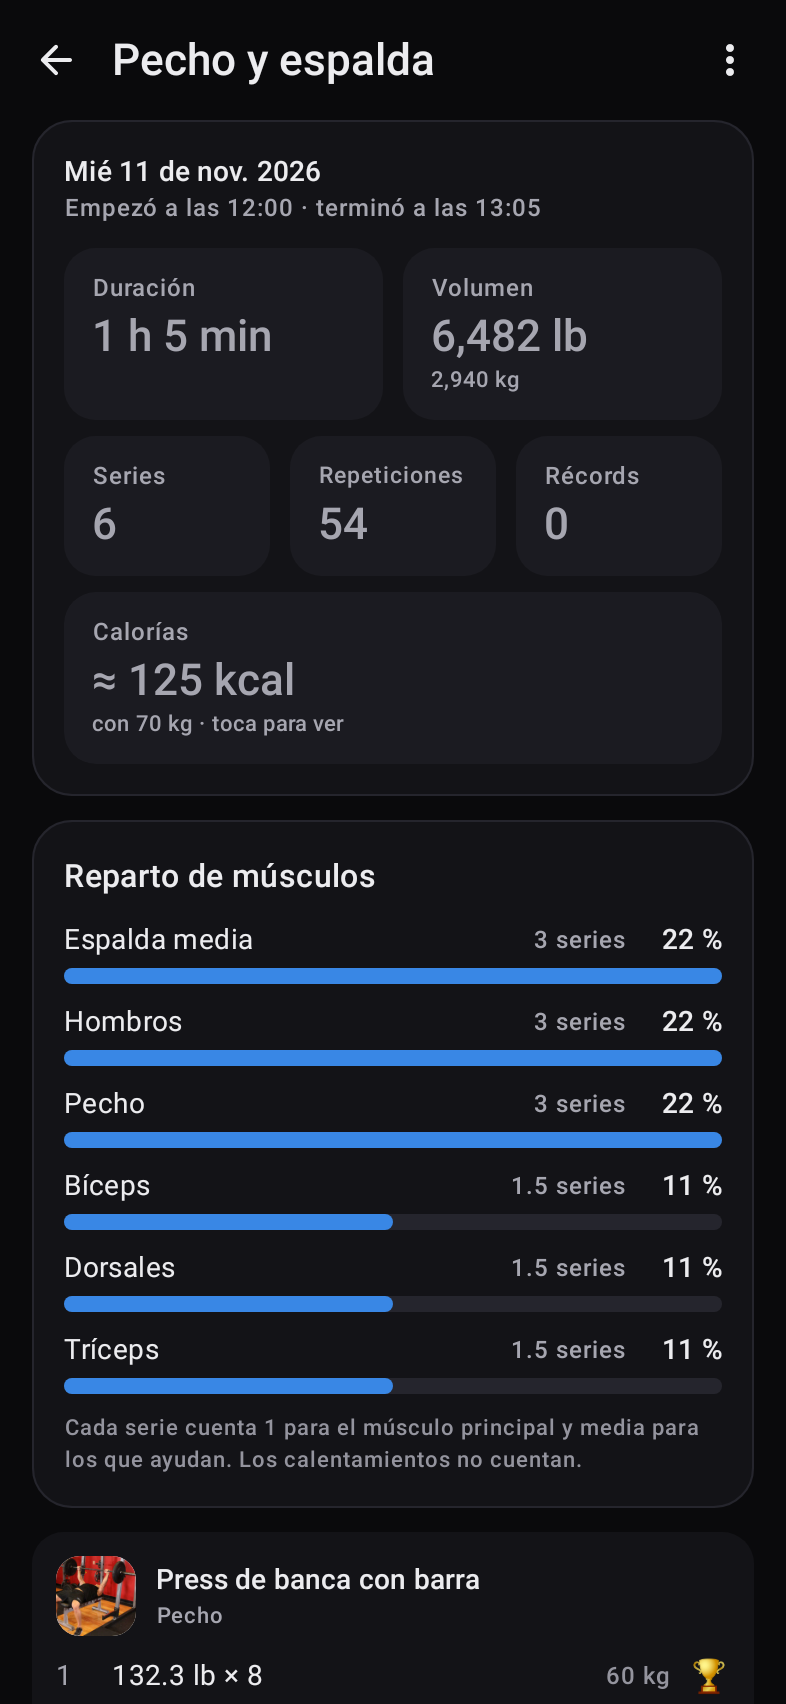 Pecho y espalda
Mié 11 de nov. 2026
Empezó a las 12:00 · terminó a las 13:05
Duración
1 h 5 min
Volumen
6,482 lb
2,940 kg
Series
6
Repeticiones
54
Récords
0
Calorías
≈ 125 kcal
con 70 kg · toca para ver
Reparto de músculos
Espalda media 3 series 22 %
Hombros 3 series 22 %
Pecho 3 series 22 %
Bíceps 1.5 series 11 %
Dorsales 1.5 series 11 %
Tríceps 1.5 series 11 %
Cada serie cuenta 1 para el músculo principal y media para
los que ayudan. Los calentamientos no cuentan.
Press de banca con barra
Pecho
1 132.3 lb × 8 60 kg 🏆